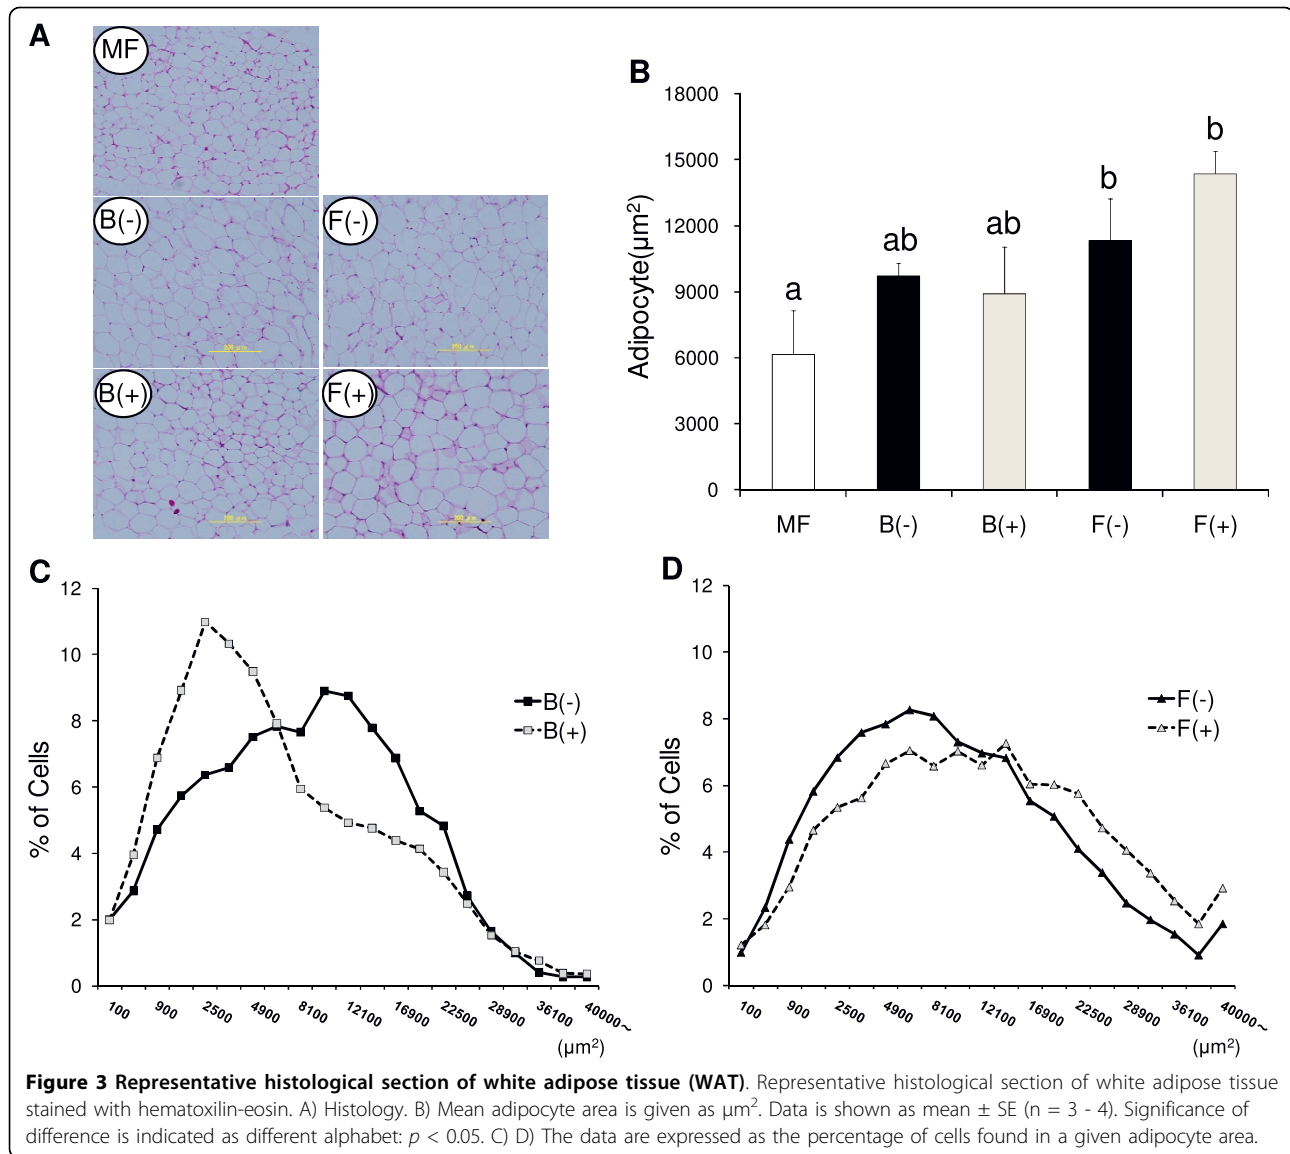 A
MF
B(-)
F(-)
200 µm
B(+)
F(+)
200 µm
B
18000
15000
12000
9000
6000
3000
0
Adipocyte(µm²)
a
ab
ab
b
b
MF
B(-)
B(+)
F(-)
F(+)
C
12
10
8
6
4
2
0
% of Cells
B(-)
B(+)
100
900
2500
4900
8100
12100
16900
22500
28900
36100
40000~
(µm²)
D
12
10
8
6
4
2
0
% of Cells
F(-)
F(+)
100
900
2500
4900
8100
12100
16900
22500
28900
36100
40000~
(µm²)
Figure 3 Representative histological section of white adipose tissue (WAT). Representative histological section of white adipose tissue
stained with hematoxilin-eosin. A) Histology. B) Mean adipocyte area is given as µm². Data is shown as mean ± SE (n = 3 - 4). Significance of
difference is indicated as different alphabet: p < 0.05. C) D) The data are expressed as the percentage of cells found in a given adipocyte area.